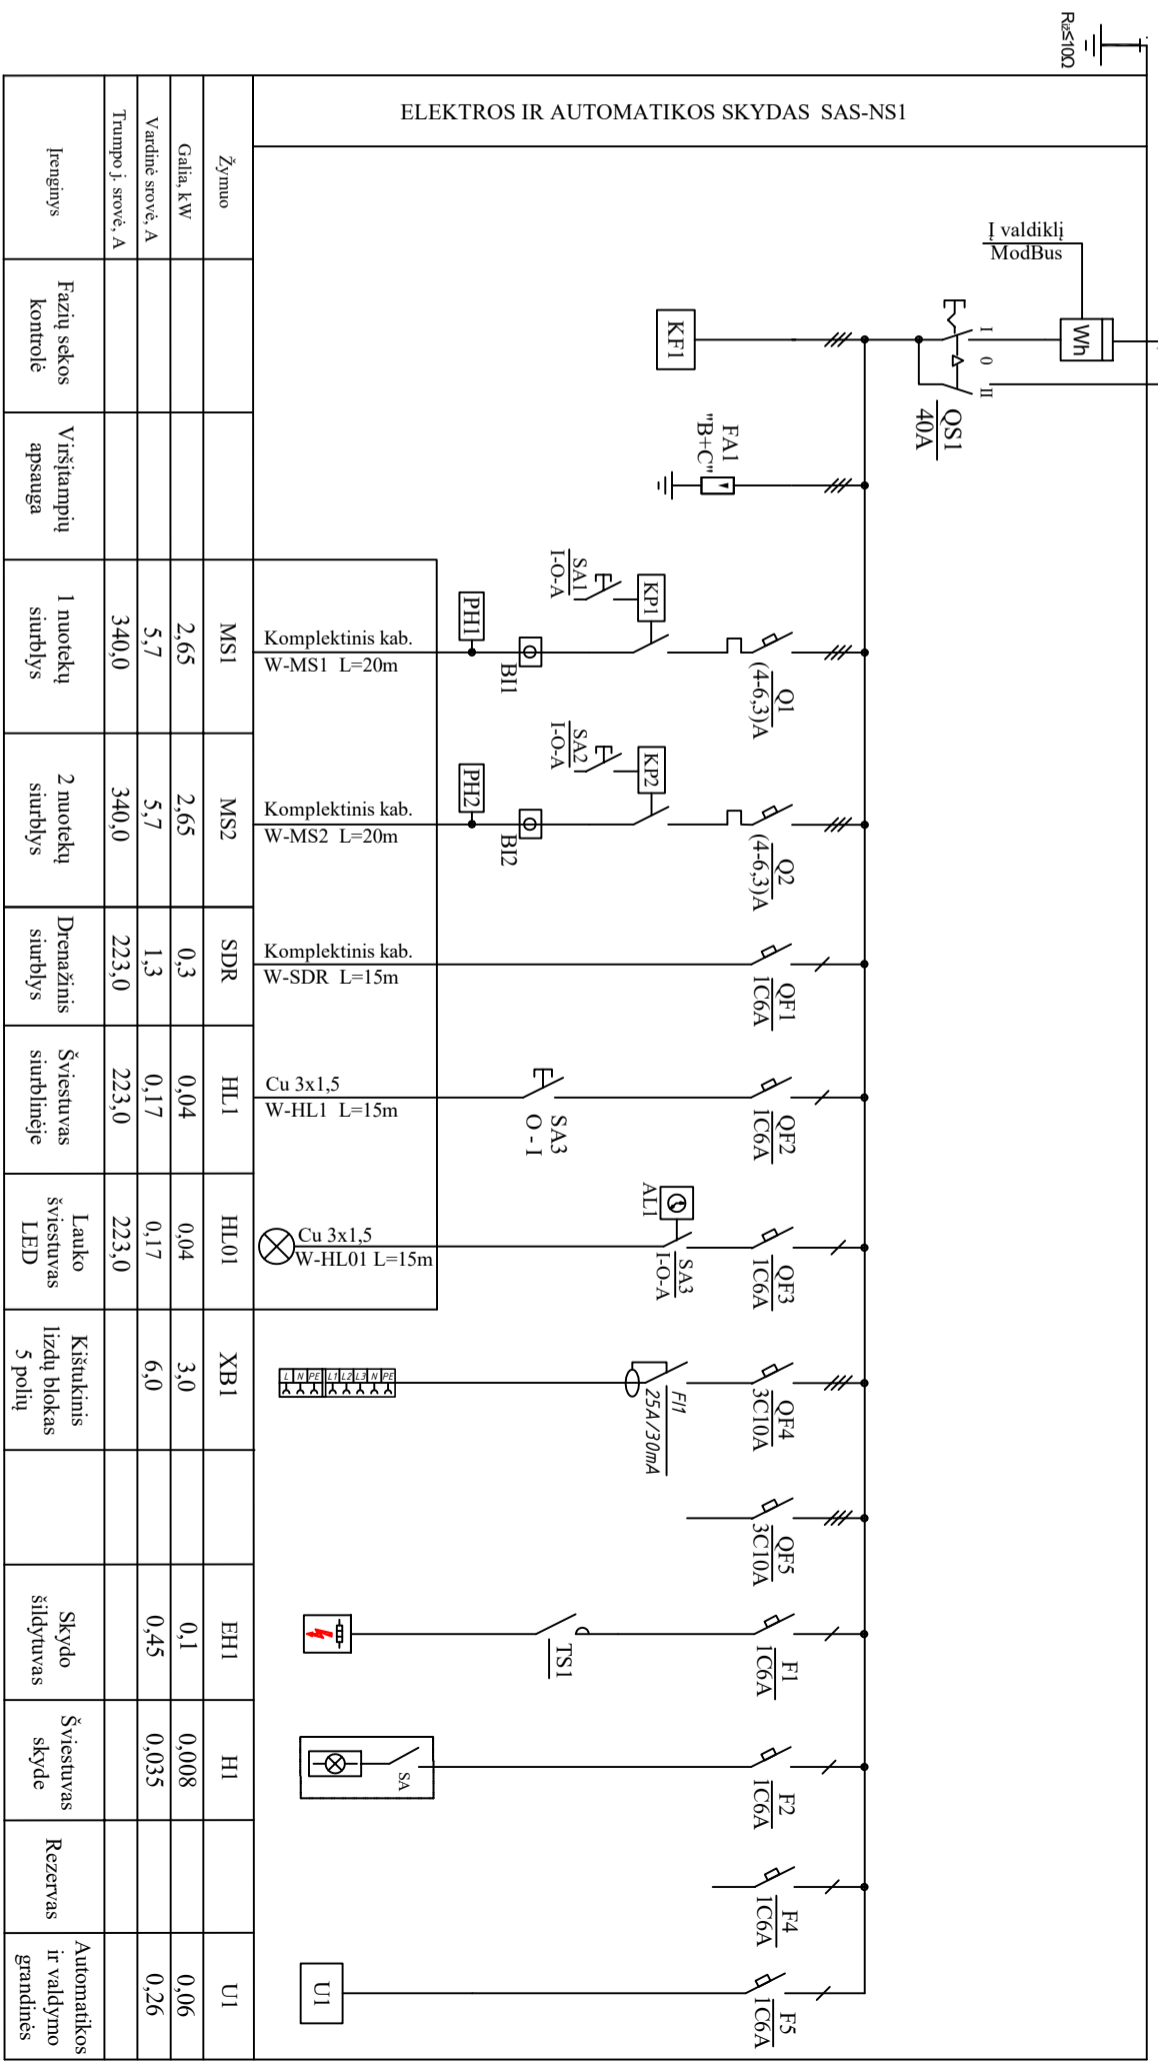 Rįž≤10Ω
ELEKTROS IR AUTOMATIKOS SKYDAS SAS-NS1
Į valdiklį
ModBus
Wh
I
0
II
QS1
40A
KF1
FA1
"B+C"
Q1
(4-6,3)A
KP1
SA1
I-O-A
BI1
PH1
Komplektinis kab.
W-MS1 L=20m
Q2
(4-6,3)A
KP2
SA2
I-O-A
BI2
PH2
Komplektinis kab.
W-MS2 L=20m
QF1
1C6A
Komplektinis kab.
W-SDR L=15m
QF2
1C6A
SA3
O - I
Cu 3x1,5
W-HL1 L=15m
QF3
1C6A
AL1
SA3
I-O-A
Cu 3x1,5
W-HL01 L=15m
QF4
3C10A
FI1
25A/30mA
L N PE L1 L2 L3 N PE
QF5
3C10A
F1
1C6A
TS1
F2
1C6A
SA
F4
1C6A
F5
1C6A
U1
Žymuo
MS1
MS2
SDR
HL1
HL01
XB1
EH1
H1
U1
Galia, kW
2,65
2,65
0,3
0,04
0,04
3,0
0,1
0,008
0,06
Vardinė srovė, A
5,7
5,7
1,3
0,17
0,17
6,0
0,45
0,035
0,26
Trumpo j. srovė, A
340,0
340,0
223,0
223,0
223,0
Įrenginys
Fazių sekos
kontrolė
Viršįtampių
apsauga
1 nuotekų
siurblys
2 nuotekų
siurblys
Drenažinis
siurblys
Šviestuvas
siurblinėje
Lauko
šviestuvas
LED
Kištukinis
lizdų blokas
5 polių
Skydo
šildytuvas
Šviestuvas
skyde
Rezervas
Automatikos
ir valdymo
grandinės